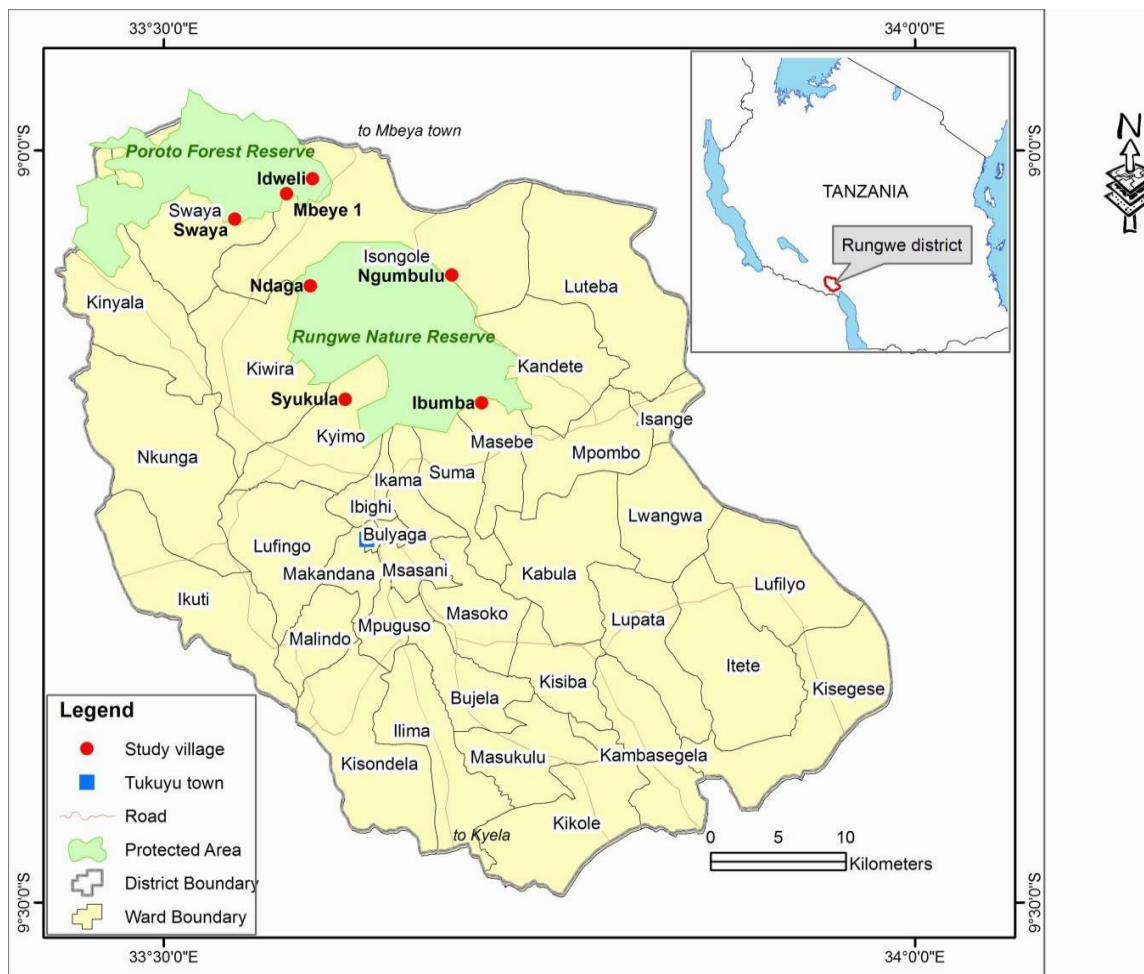 33°30'0"E
34°0'0"E
9°0'0"S
9°0'0"S
N
to Mbeya town
Poroto Forest Reserve
Idweli
Mbeye 1
Swaya
Swaya
TANZANIA
Rungwe district
Isongole
Ngumbulu
Ndaga
Luteba
Kinyala
Rungwe Nature Reserve
Kiwira
Kandete
Syukula
Ibumba
Isange
Kyimo
Masebe
Mpombo
Nkunga
Suma
Ikama
Ibighi
Lwangwa
Bulyaga
Lufingo
Makandana
Msasani
Kabula
Lufilyo
Ikuti
Masoko
Lupata
Malindo
Mpuguso
Itete
Kisiba
Kisegese
Bujela
Ilima
Kisondela
Masukulu
Kambasegela
Kikole
to Kyela
Legend
Study village
Tukuyu town
Road
Protected Area
District Boundary
Ward Boundary
0 5 10
Kilometers
9°30'0"S
9°30'0"S
33°30'0"E
34°0'0"E